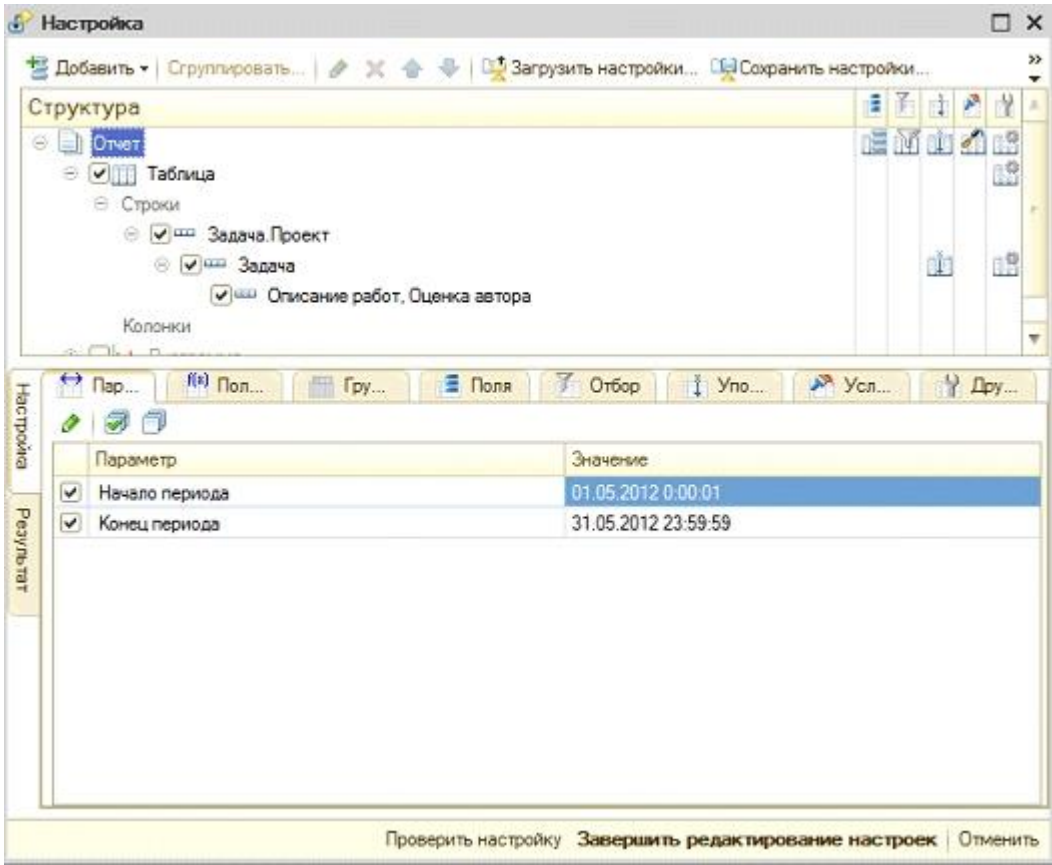 Настройка
Добавить Сгруппировать... Загрузить настройки... Сохранить настройки...
Структура
Отчет
Таблица
Строки
Задача.Проект
Задача
Описание работ, Оценка автора
Колонки
Настройка
Результат
Пар... Пол... Гру... Поля Отбор Упо... Усл... Дру...
Параметр Значение
Начало периода 01.05.2012 0:00:01
Конец периода 31.05.2012 23:59:59
Проверить настройку Завершить редактирование настроек Отменить